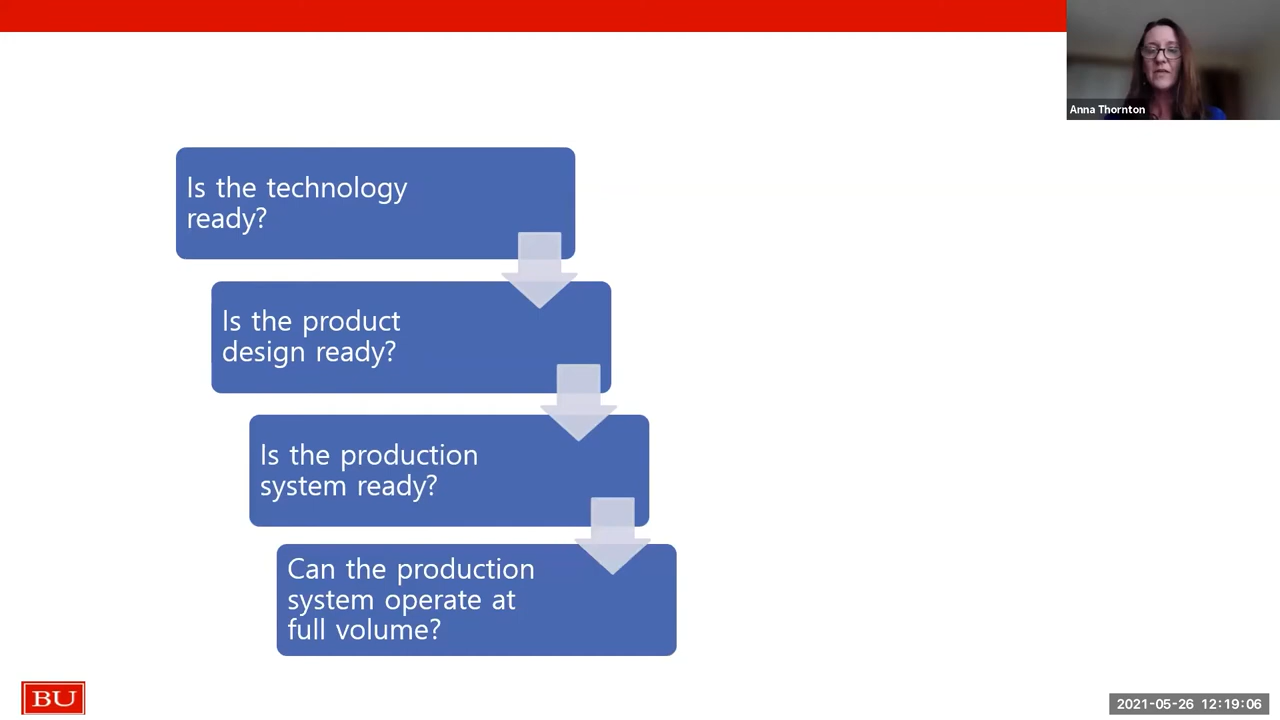 Anna Thornton
Is the technology
ready?
Is the product
design ready?
Is the production
system ready?
Can the production
system operate at
full volume?
BU
2021-05-26 12:19:06